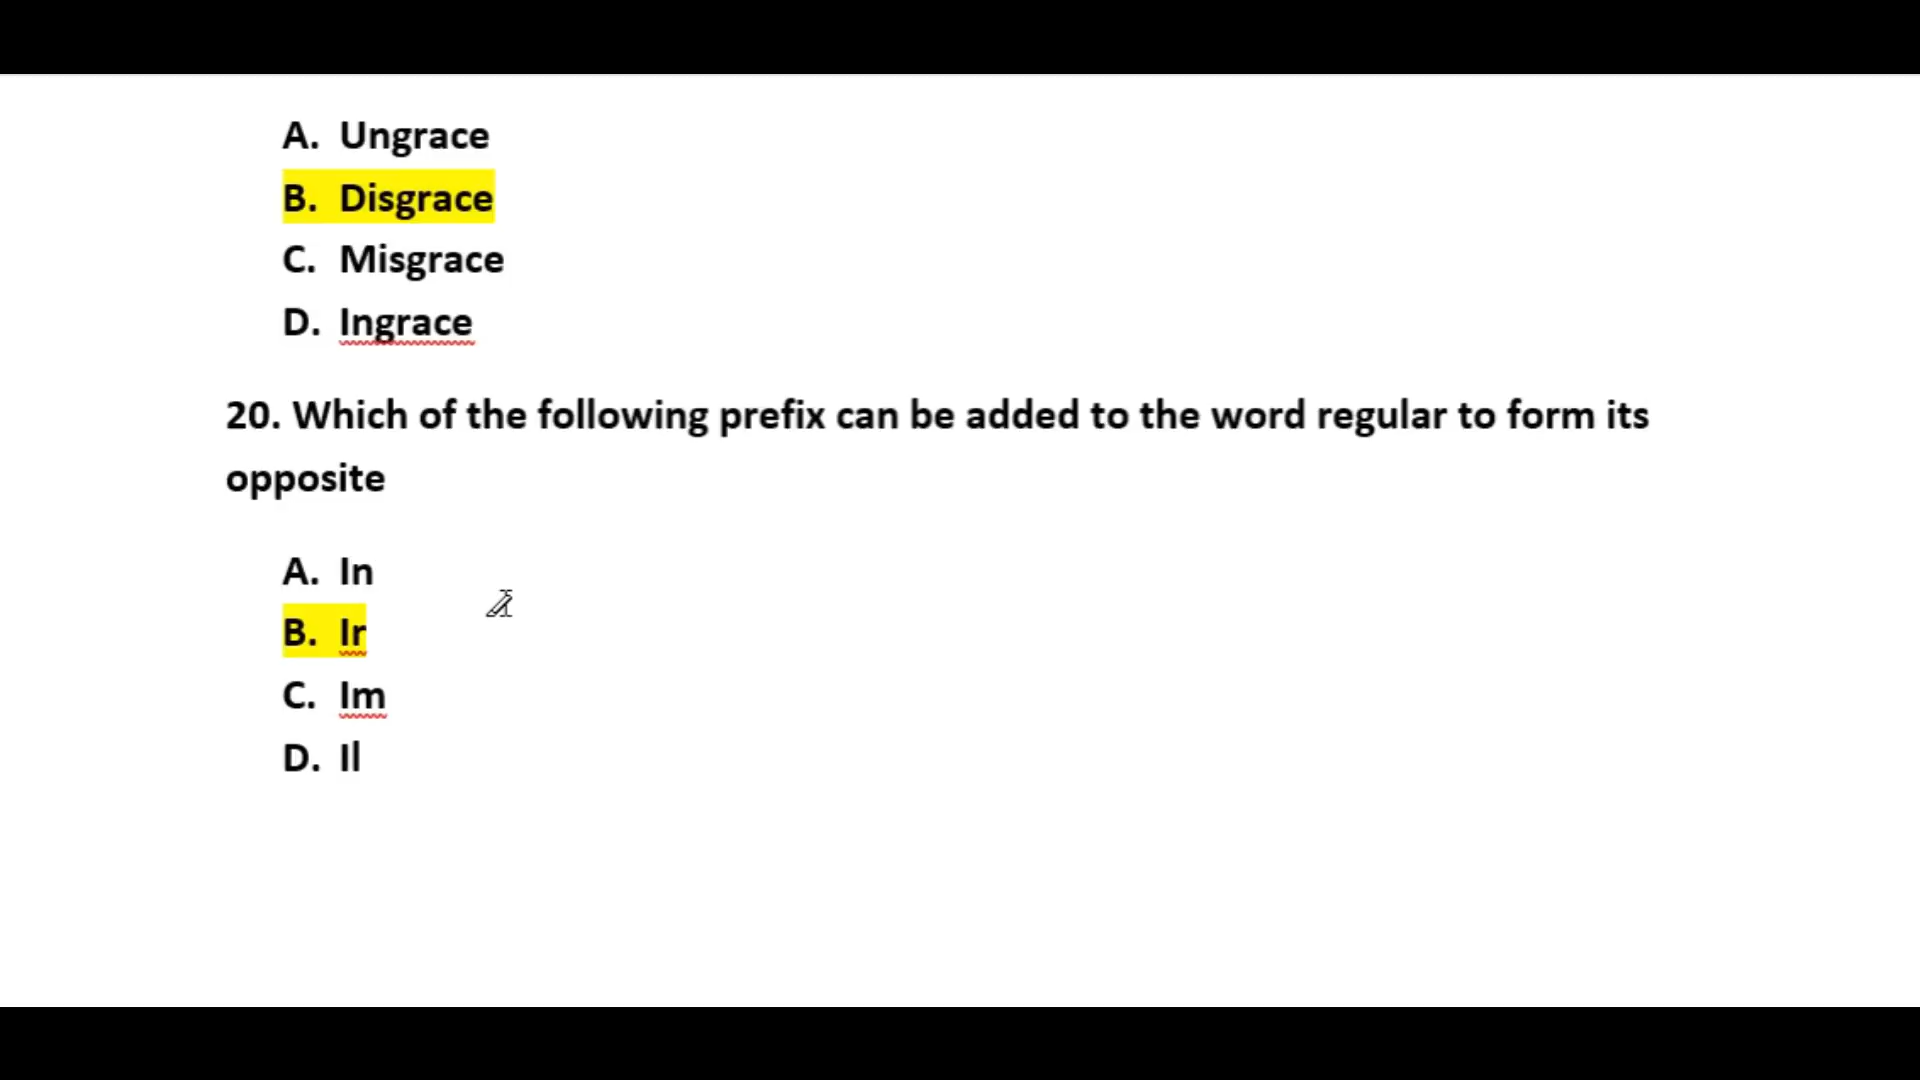 A. Ungrace
B. Disgrace
C. Misgrace
D. Ingrace
20. Which of the following prefix can be added to the word regular to form its
opposite
A. In
B. Ir
C. Im
D. Il